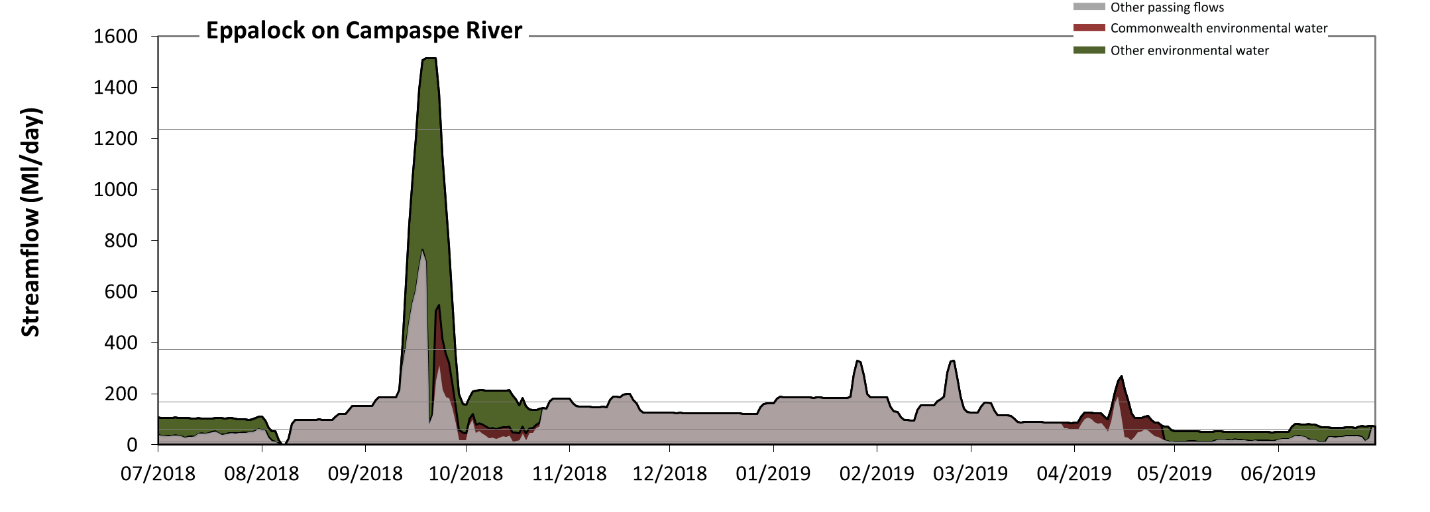 Other passing flows
Commonwealth environmental water
Other environmental water
Eppalock on Campaspe River
Streamflow (Ml/day)
1600
1400
1200
1000
800
600
400
200
0
07/2018 08/2018 09/2018 10/2018 11/2018 12/2018 01/2019 02/2019 03/2019 04/2019 05/2019 06/2019